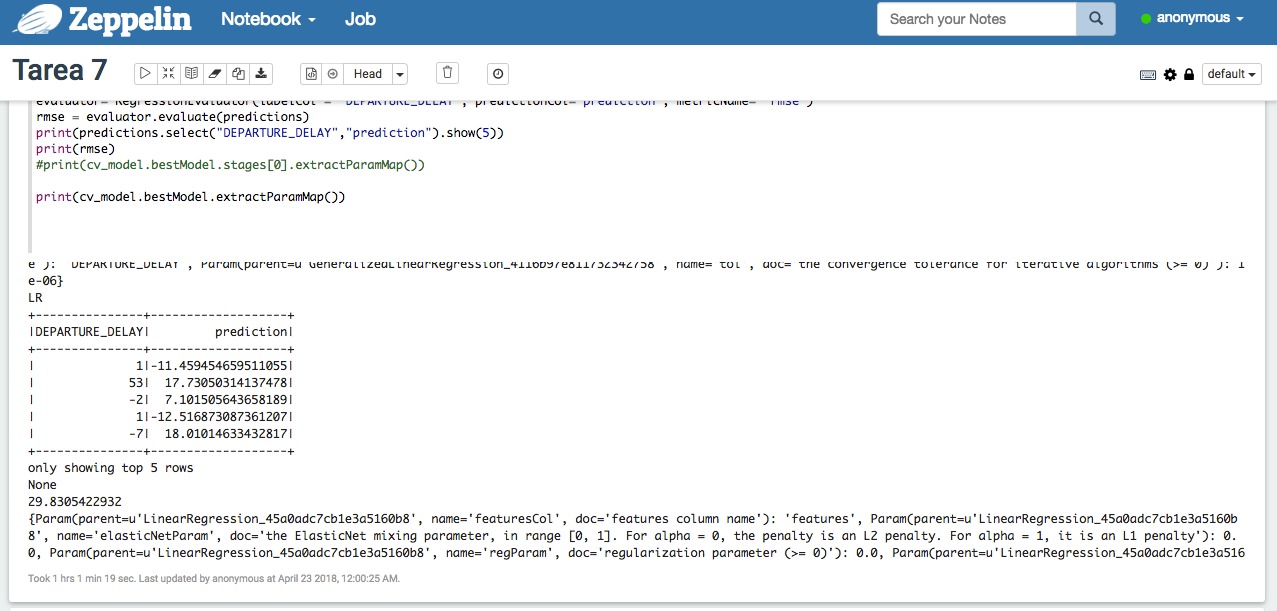 Zeppelin Notebook Job Search your Notes anonymous
Tarea 7 Head default
evaluator= RegressionEvaluator(labelCol = "DEPARTURE_DELAY", predictionCol="prediction", metricName= "rmse")
rmse = evaluator.evaluate(predictions)
print(predictions.select("DEPARTURE_DELAY","prediction").show(5))
print(rmse)
#print(cv_model.bestModel.stages[0].extractParamMap())
print(cv_model.bestModel.extractParamMap())
e'): 'DEPARTURE_DELAY', Param(parent=u'GeneralizedLinearRegression_4116b97e811732342758', name='tol', doc='the convergence tolerance for iterative algorithms (>= 0)'): 1
e-06}
LR
+---------------+-------------------+
|DEPARTURE_DELAY|         prediction|
+---------------+-------------------+
|              1|-11.459454659511055|
|             53|  17.73050314137478|
|             -2|  7.101505643658189|
|              1|-12.516873087361207|
|             -7|  18.01014633432817|
+---------------+-------------------+
only showing top 5 rows
None
29.8305422932
{Param(parent=u'LinearRegression_45a0adc7cb1e3a5160b8', name='featuresCol', doc='features column name'): 'features', Param(parent=u'LinearRegression_45a0adc7cb1e3a5160b
8', name='elasticNetParam', doc='the ElasticNet mixing parameter, in range [0, 1]. For alpha = 0, the penalty is an L2 penalty. For alpha = 1, it is an L1 penalty'): 0.
0, Param(parent=u'LinearRegression_45a0adc7cb1e3a5160b8', name='regParam', doc='regularization parameter (>= 0)'): 0.0, Param(parent=u'LinearRegression_45a0adc7cb1e3a516
Took 1 hrs 1 min 19 sec. Last updated by anonymous at April 23 2018, 12:00:25 AM.